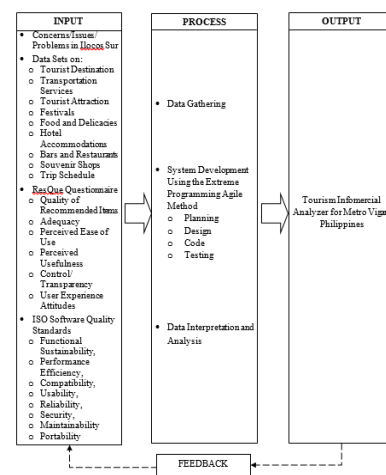 INPUT
• Concerns/Issues/
Problems in Ilocos Sur
• Data Sets on:
o Tourist Destination
o Transportation
Services
o Tourist Attraction
o Festivals
o Food and Delicacies
o Hotel
Accommodations
o Bars and Restaurants
o Souvenir Shops
o Trip Schedule
• ResQue Questionnaire
o Quality of
Recommended Items
o Adequacy
o Perceived Ease of
Use
o Perceived
Usefulness
o Control/
Transparency
o User Experience
Attitudes
• ISO Software Quality
Standards
o Functional
Sustainability,
o Performance
Efficiency,
o Compatibility,
o Usability,
o Reliability,
o Security,
o Maintainability
o Portability
PROCESS
• Data Gathering
• System Development
Using the Extreme
Programming Agile
Method
o Planning
o Design
o Code
o Testing
• Data Interpretation and
Analysis
OUTPUT
Tourism Infomercial
Analyzer for Metro Vigan
Philippines
FEEDBACK